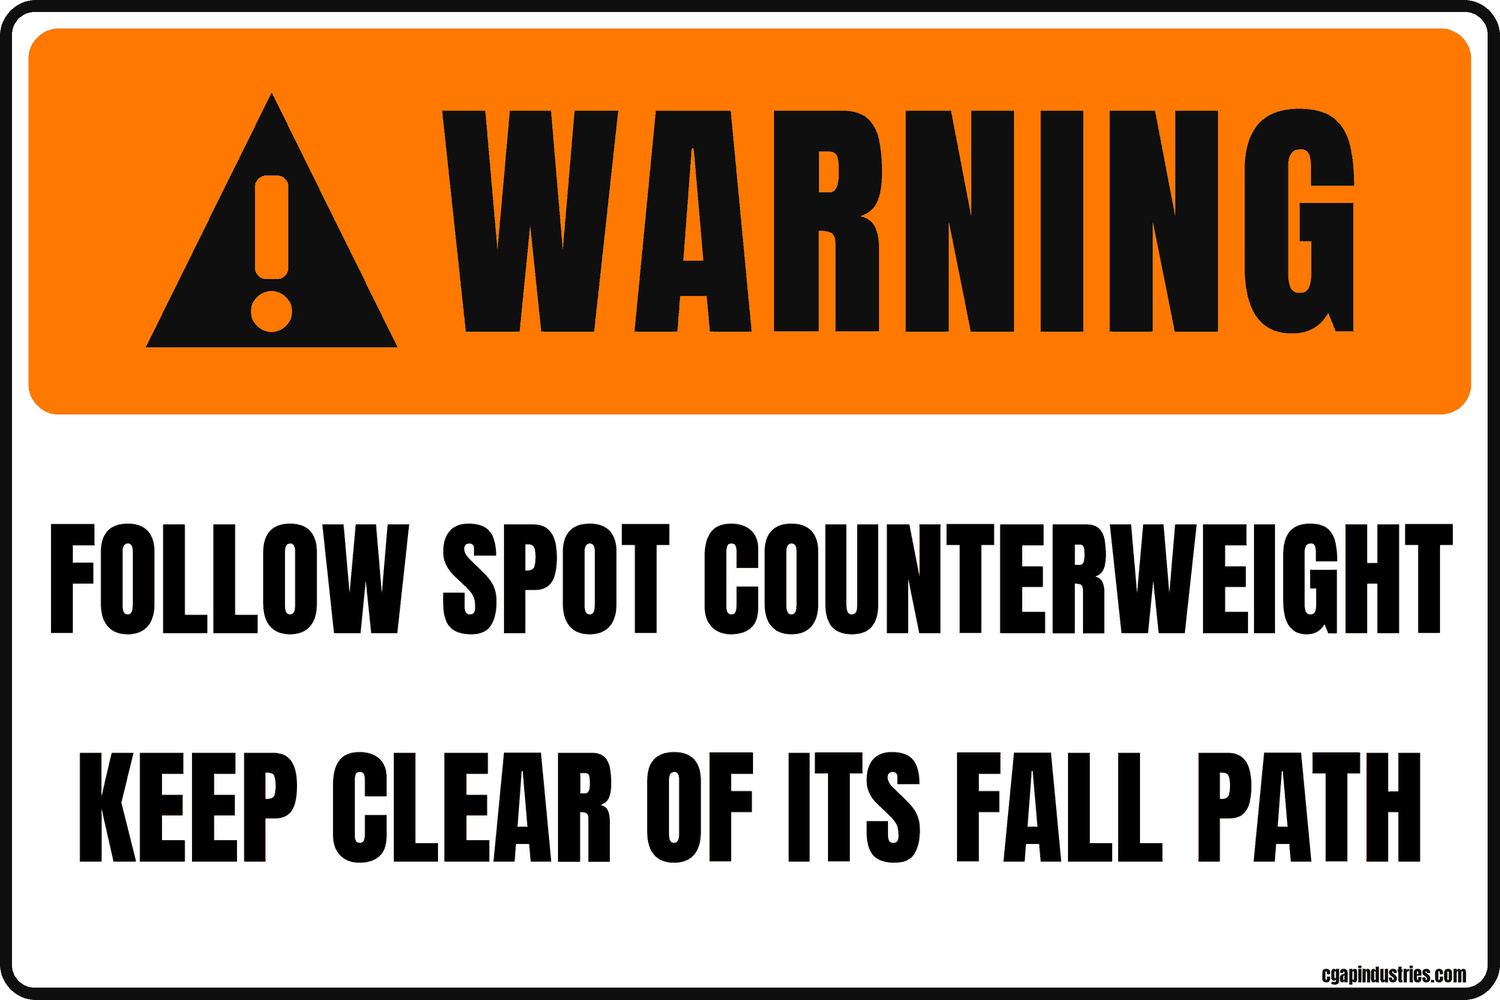 WARNING
FOLLOW SPOT COUNTERWEIGHT
KEEP CLEAR OF ITS FALL PATH
cgapindustries.com